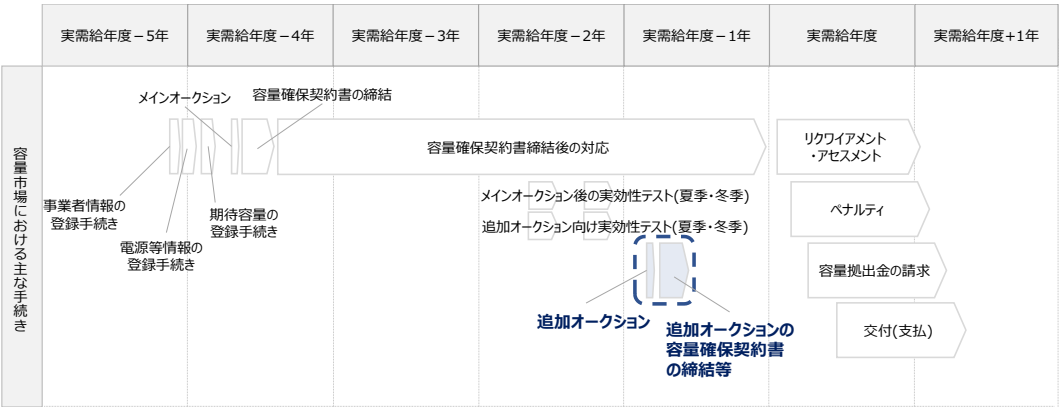 実需給年度－5年
実需給年度－4年
実需給年度－3年
実需給年度－2年
実需給年度－1年
実需給年度
実需給年度+1年
容量市場における主な手続き
メインオークション
容量確保契約書の締結
容量確保契約書締結後の対応
リクワイアメント
・アセスメント
事業者情報の
登録手続き
電源等情報の
登録手続き
期待容量の
登録手続き
メインオークション後の実効性テスト(夏季・冬季)
追加オークション向け実効性テスト(夏季・冬季)
ペナルティ
容量拠出金の請求
追加オークション
追加オークションの
容量確保契約書
の締結等
交付(支払)